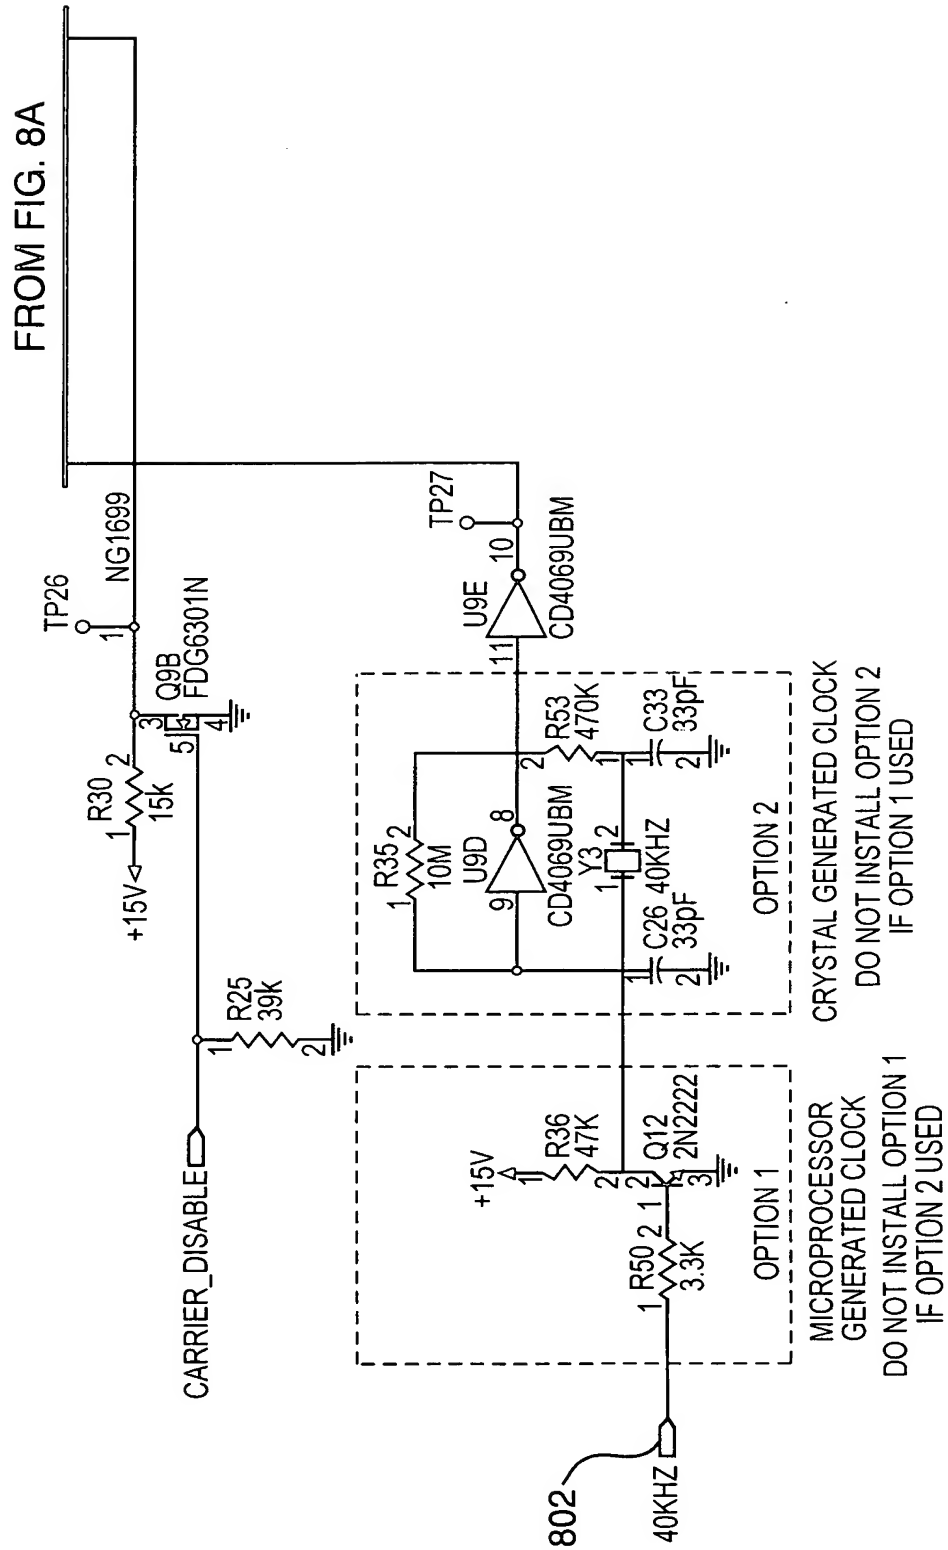 FROM FIG. 8A
TP26
1
NG1699
+15V
1
R30
2
15k
3
Q9B
FDG6301N
5
4
CARRIER_DISABLE
1
R25
39k
2
TP27
U9E
11
10
CD4069UBM
1
R35
2
10M
U9D
9
8
CD4069UBM
2
R53
470K
1
Y3
1
2
40KHZ
1
C26
33pF
2
1
C33
33pF
2
OPTION 2
CRYSTAL GENERATED CLOCK
DO NOT INSTALL OPTION 2
IF OPTION 1 USED
+15V
1
R36
47K
2
2
Q12
2N2222
1
3
1
R50
2
3.3K
OPTION 1
MICROPROCESSOR
GENERATED CLOCK
DO NOT INSTALL OPTION 1
IF OPTION 2 USED
802
40KHZ